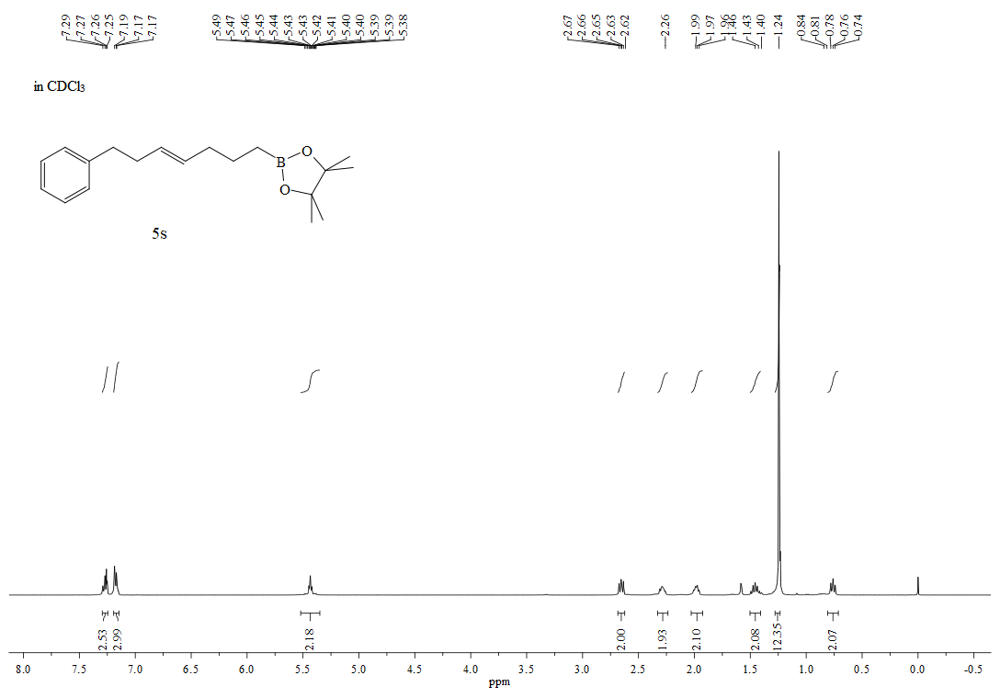 7.29 7.27 7.26 7.25 7.19 7.17 7.17 5.49 5.47 5.46 5.45 5.44 5.43 5.43 5.42 5.41 5.40 5.40 5.39 5.39 5.38 2.67 2.66 2.65 2.63 2.62 2.26 1.99 1.97 1.96 1.46 1.43 1.40 1.24 0.84 0.81 0.78 0.76 0.74
in CDCl3
O
B
O
5s
2.53 2.99 2.18 2.00 1.93 2.10 2.08 12.35 2.07
8.0 7.5 7.0 6.5 6.0 5.5 5.0 4.5 4.0 3.5 3.0 2.5 2.0 1.5 1.0 0.5 0.0 -0.5
ppm